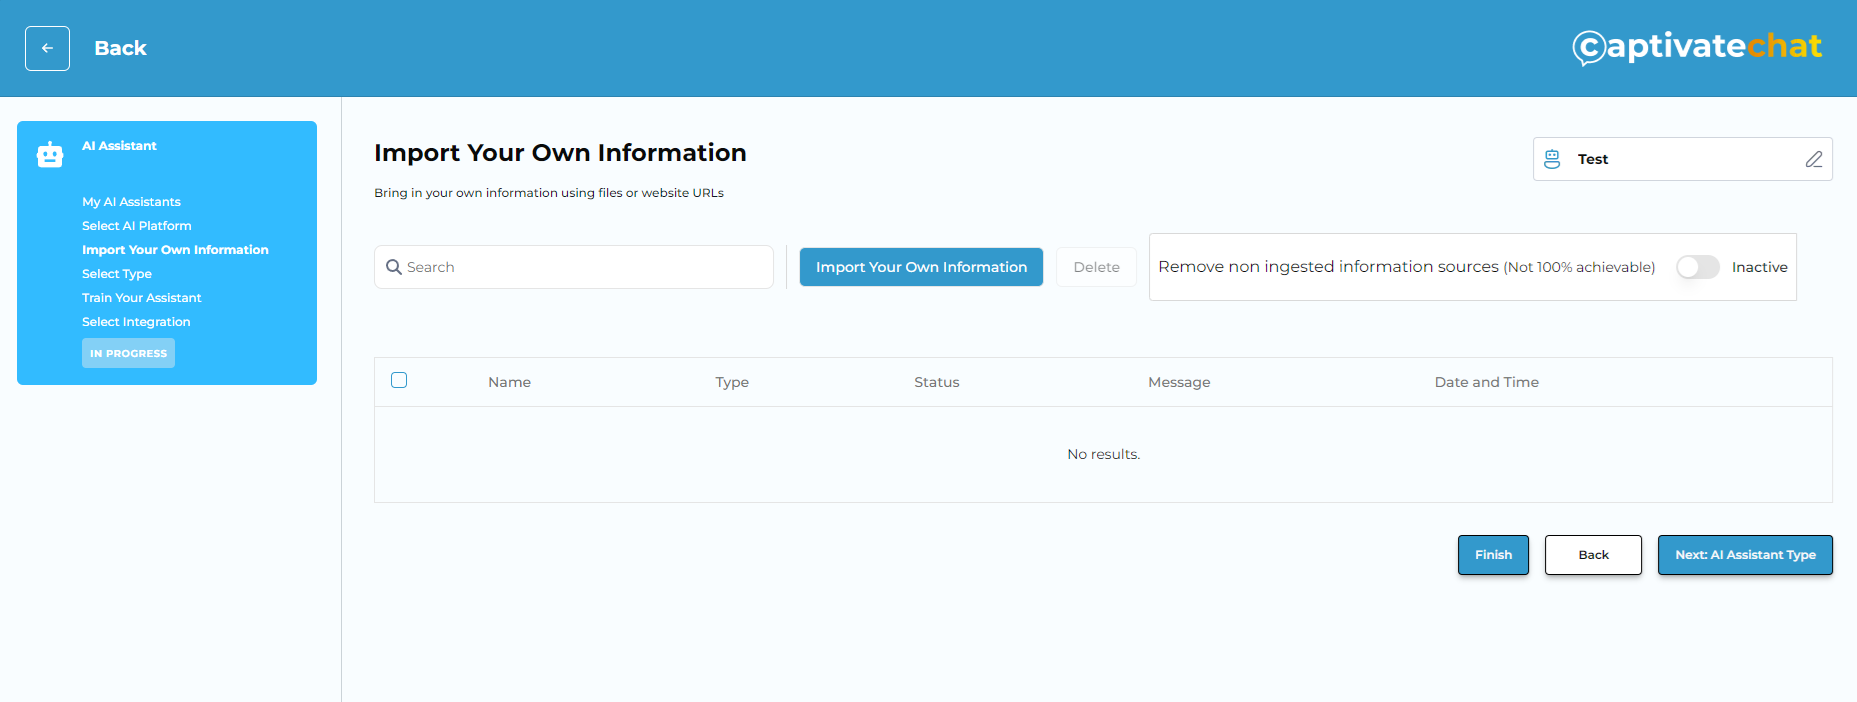 Back
captivatechat
AI Assistant
My AI Assistants
Select AI Platform
Import Your Own Information
Select Type
Train Your Assistant
Select Integration
IN PROGRESS
Import Your Own Information
Bring in your own information using files or website URLs
Test
Search
Import Your Own Information
Delete
Remove non ingested information sources (Not 100% achievable)
Inactive
Name Type Status Message Date and Time
No results.
Finish
Back
Next: AI Assistant Type